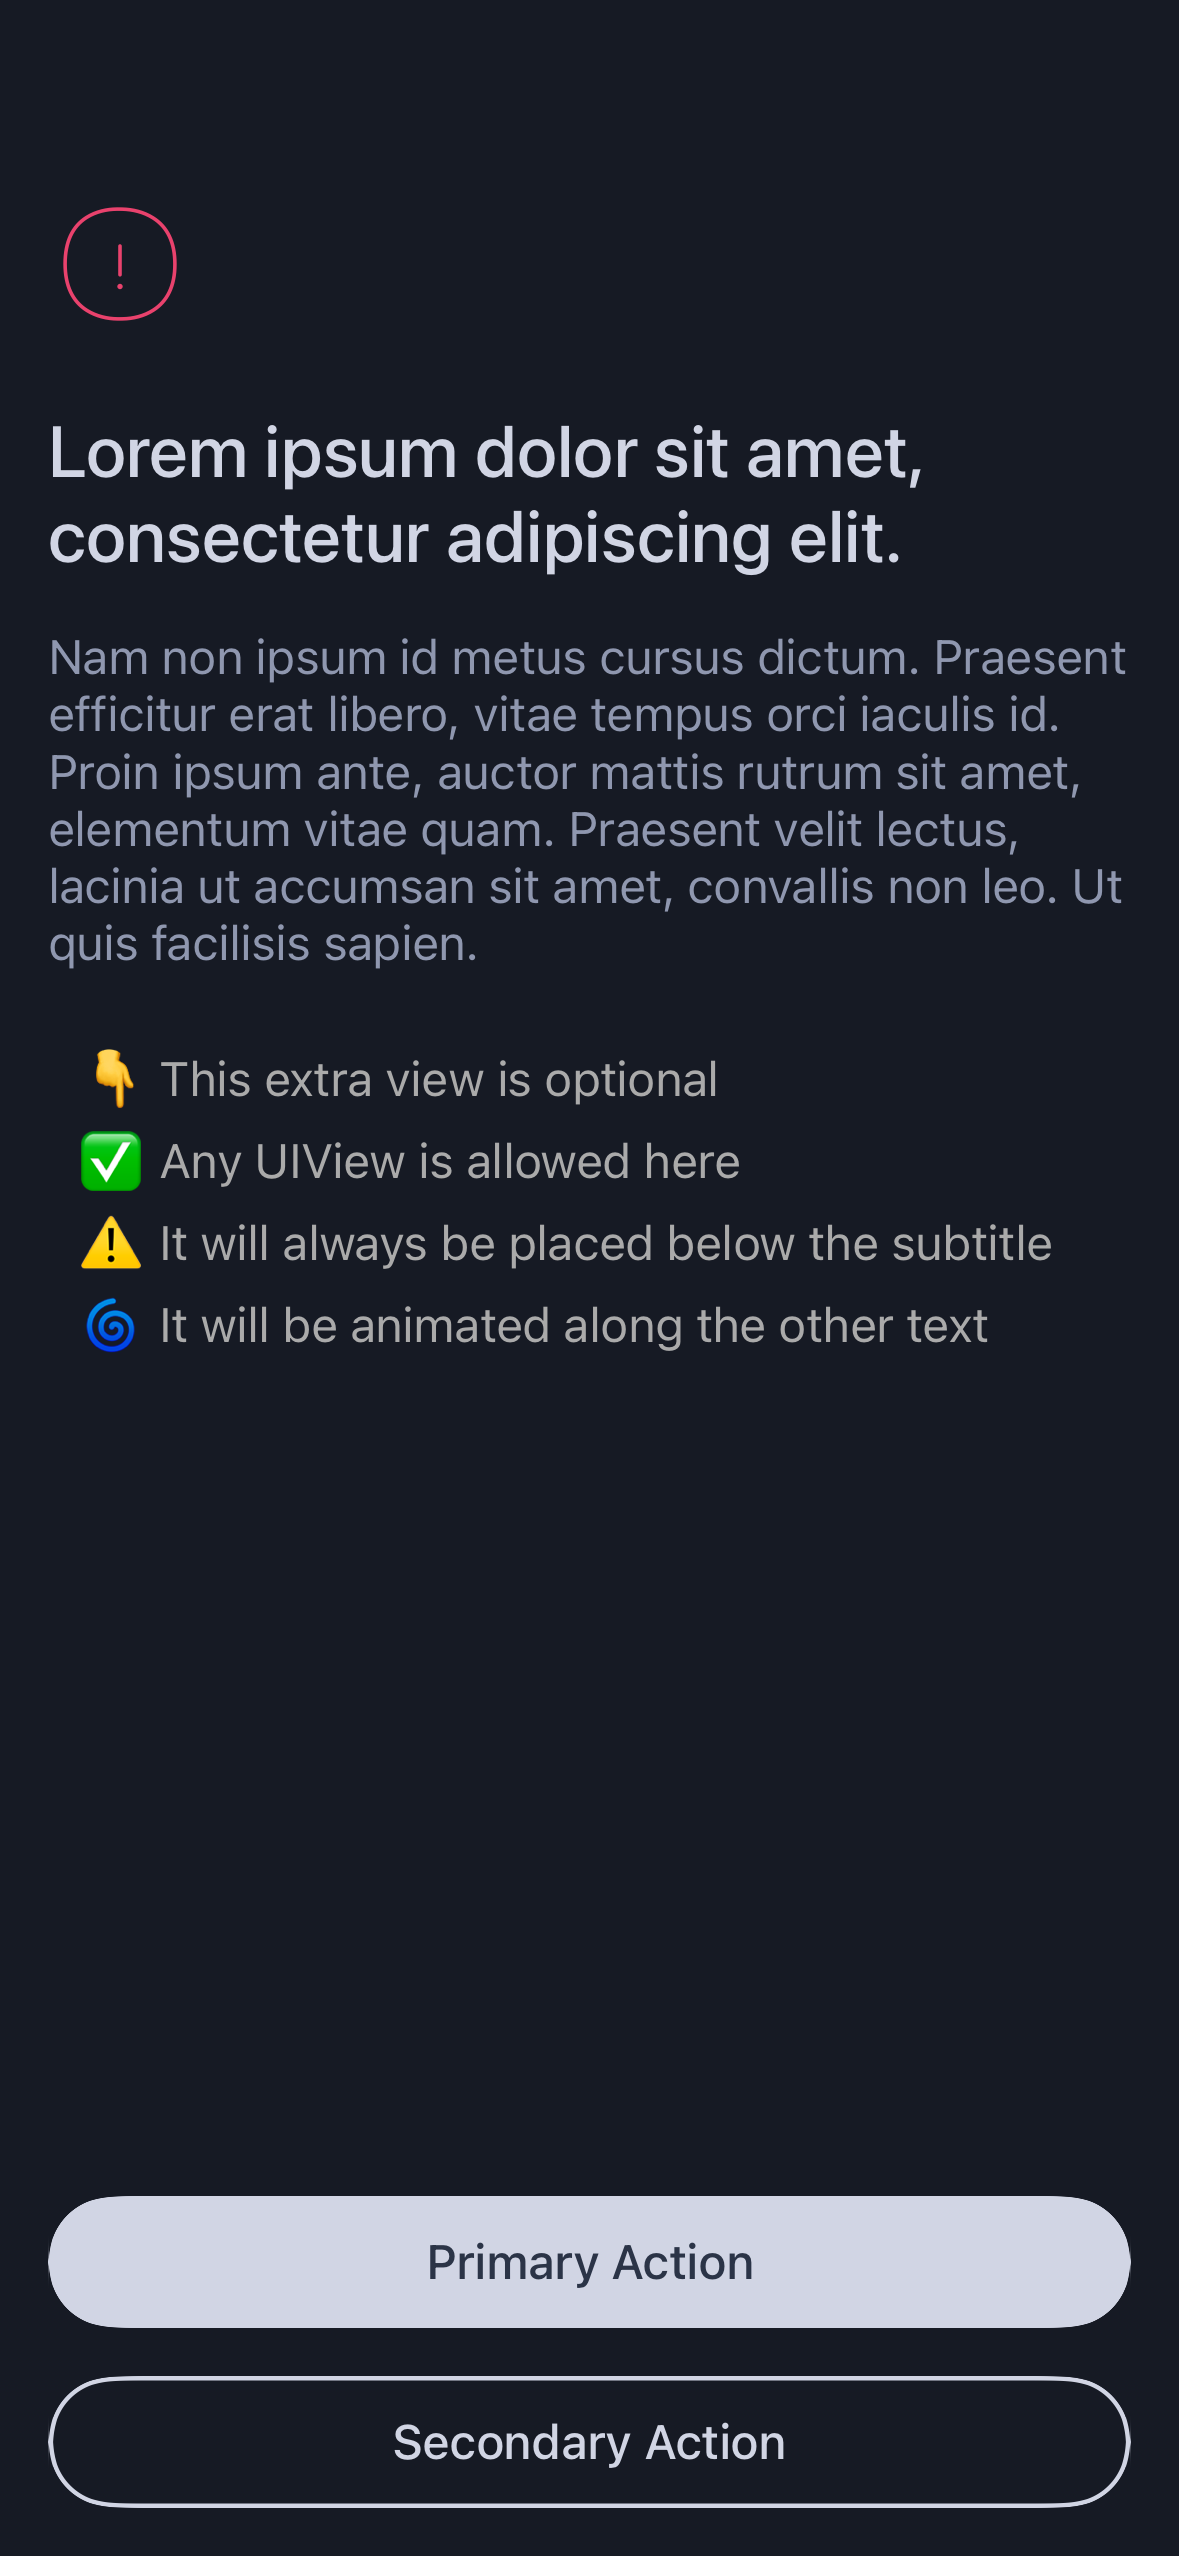 Lorem ipsum dolor sit amet,
consectetur adipiscing elit.
Nam non ipsum id metus cursus dictum. Praesent
efficitur erat libero, vitae tempus orci iaculis id.
Proin ipsum ante, auctor mattis rutrum sit amet,
elementum vitae quam. Praesent velit lectus,
lacinia ut accumsan sit amet, convallis non leo. Ut
quis facilisis sapien.
👇 This extra view is optional
✅ Any UIView is allowed here
⚠️ It will always be placed below the subtitle
🌀 It will be animated along the other text
Primary Action
Secondary Action